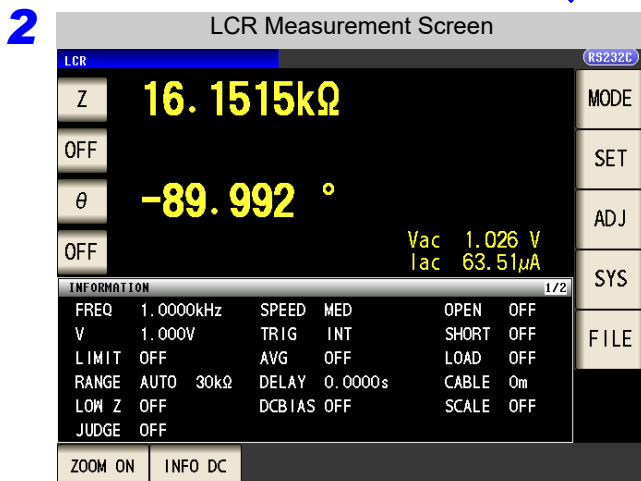 2
LCR Measurement Screen
LCR
RS232C
Z 16.1515kΩ
MODE
OFF
SET
θ -89.992 °
ADJ
OFF
Vac 1.026 V
Iac 63.51μA
SYS
INFORMATION 1/2
FREQ 1.0000kHz SPEED MED OPEN OFF
V 1.000V TRIG INT SHORT OFF
FILE
LIMIT OFF AVG OFF LOAD OFF
RANGE AUTO 30kΩ DELAY 0.0000s CABLE 0m
LOW Z OFF DCBIAS OFF SCALE OFF
JUDGE OFF
ZOOM ON INFO DC